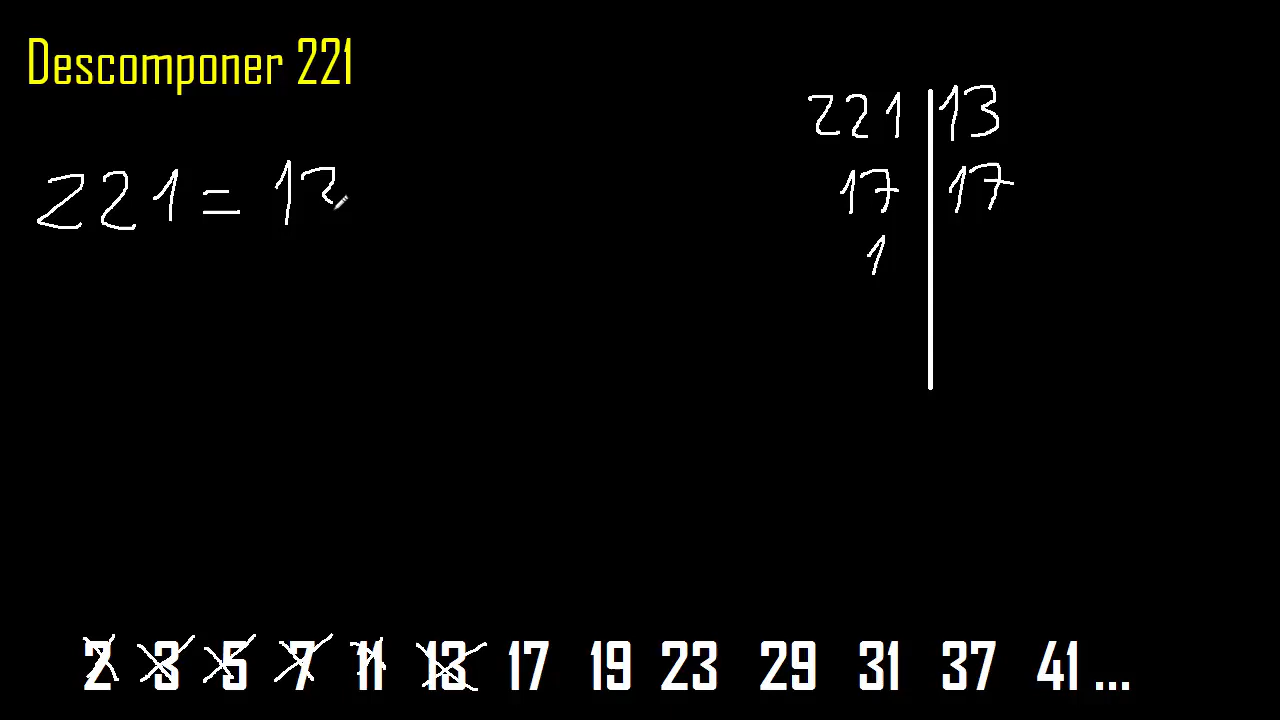 Descomponer 221
221 = 13
221 | 13
17 | 17
1
2 3 5 7 11 13 17 19 23 29 31 37 41 ...